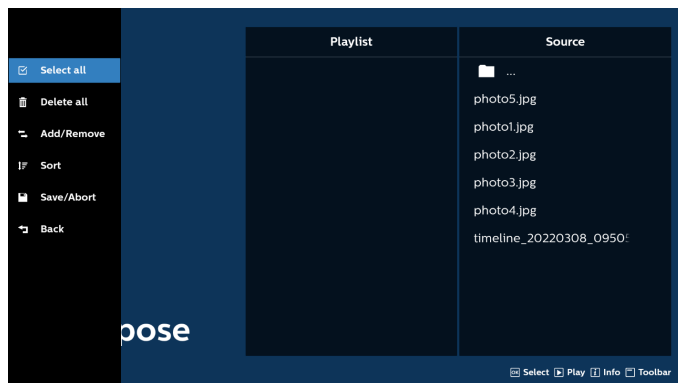 Select all
Delete all
Add/Remove
Sort
Save/Abort
Back
Playlist
Source
...
photo5.jpg
photo1.jpg
photo2.jpg
photo3.jpg
photo4.jpg
timeline_20220308_0950
pose
OK Select Play i Info Toolbar